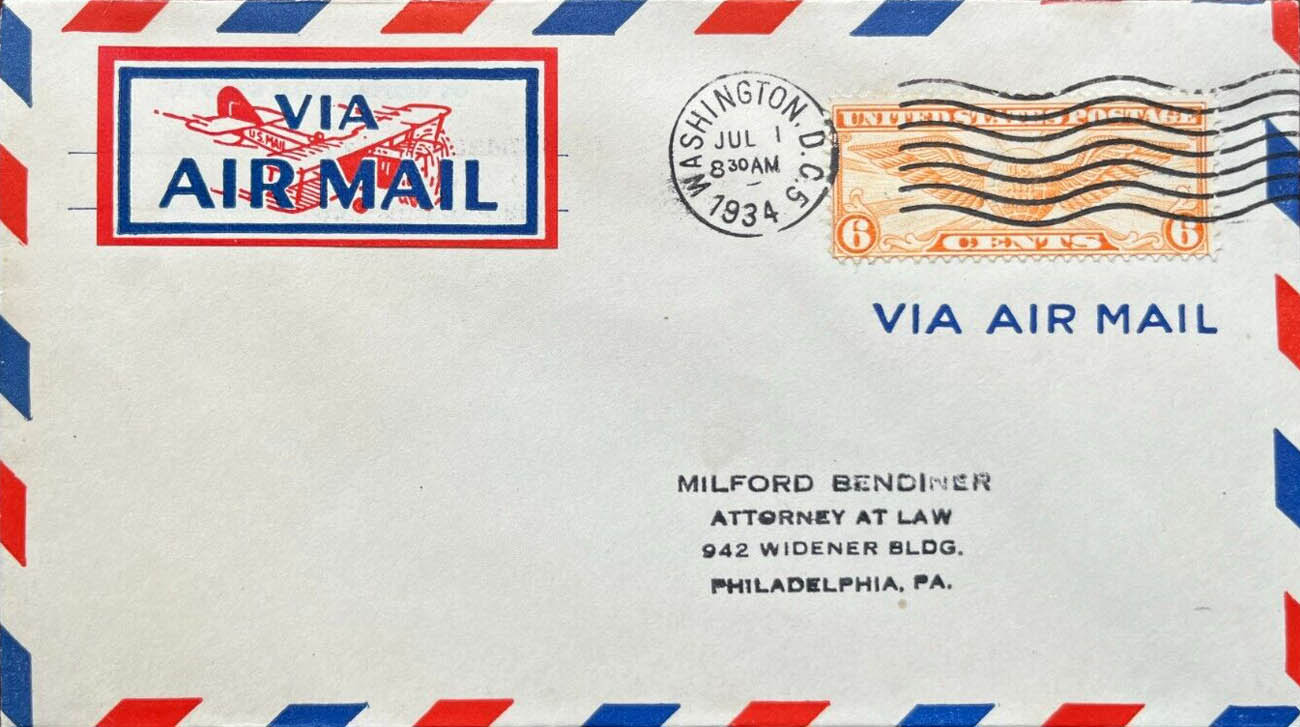 VIA
U.S. MAIL
AIR MAIL
WASHINGTON, D.C. 5
JUL 1
8 30 AM
1934
UNITED STATES POSTAGE
U.S.
6 CENTS 6
VIA AIR MAIL
MILFORD BENDINER
ATTORNEY AT LAW
942 WIDENER BLDG.
PHILADELPHIA, PA.